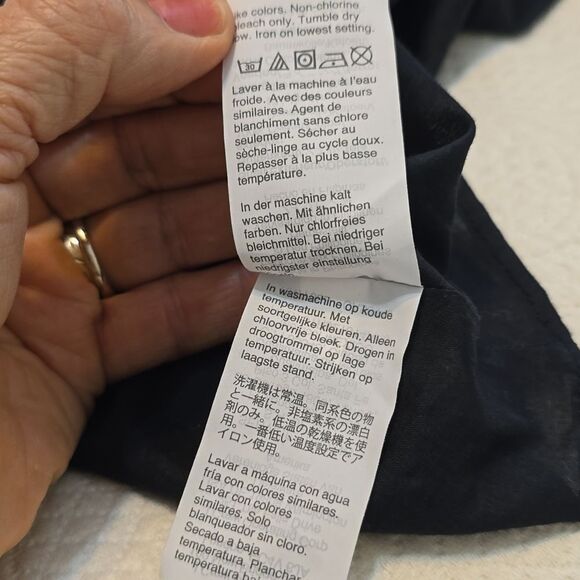 ke colors. Non-chlorine
leach only. Tumble dry
ow. Iron on lowest setting.
30
Laver à la machine à l'eau
froide. Avec des couleurs
similaires. Agent de
blanchiment sans chlore
seulement. Sécher au
sèche-linge au cycle doux.
Repasser à la plus basse
température.
In der maschine kalt
waschen. Mit ähnlichen
farben. Nur chlorfreys
bleichmittel. Bei niedriger
temperatur trocknen. Bei
niedrigster einstellung
In wasmachine op koude
temperatuur. Met
soortgelijke kleuren. Alleen
chloorvrije bleek. Drogen in
droogtrommel op lage
temperatuur. Strijken op
laagste stand.
洗濯機は常温。同系色の物
と一緒に。非塩素系の漂白
剤のみ。低温の乾燥機を使
用。一番低い温度設定でア
イロン使用。
Lavar a máquina con agua
fría con colores similares.
Lavar con colores
similares. Solo
blanqueador sin cloro.
Secado a baja
temperatura. Planchar
temperatura